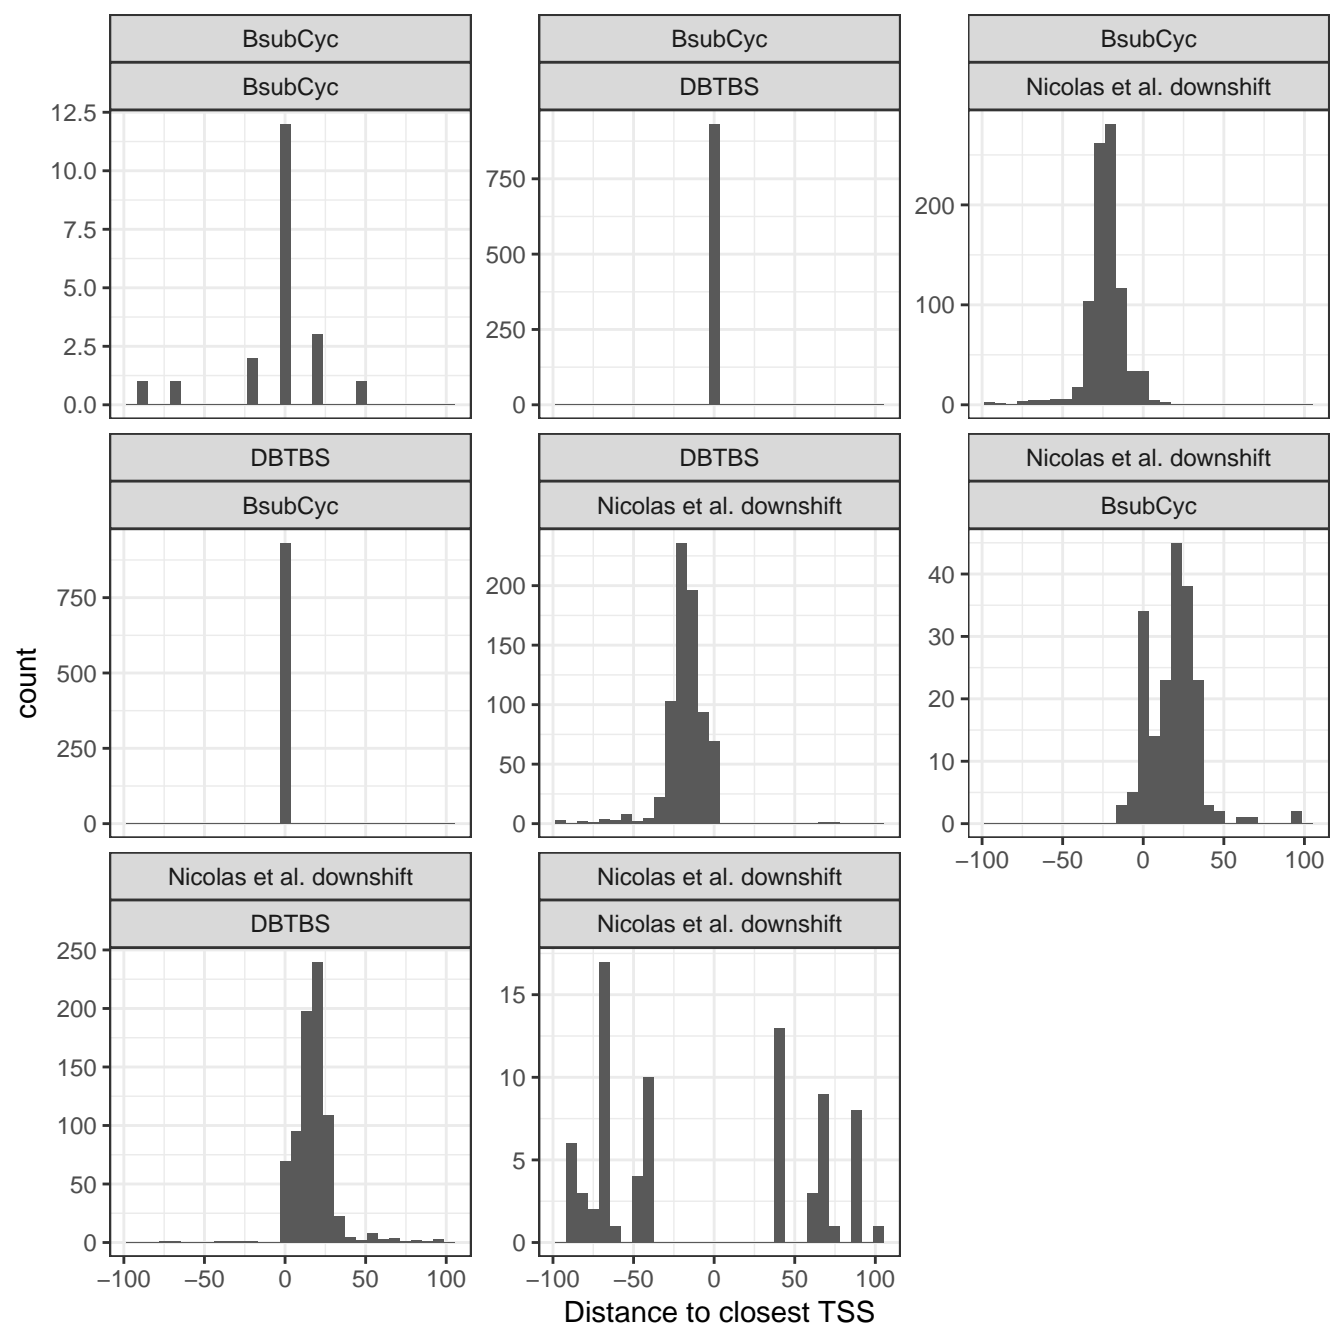 BsubCyc
BsubCyc
12.5
10.0
7.5
5.0
2.5
0.0
BsubCyc
DBTBS
750
500
250
0
BsubCyc
Nicolas et al. downshift
200
100
0
DBTBS
BsubCyc
750
500
250
0
DBTBS
Nicolas et al. downshift
200
150
100
50
0
Nicolas et al. downshift
BsubCyc
40
30
20
10
0
−100 −50 0 50 100
Nicolas et al. downshift
DBTBS
250
200
150
100
50
0
−100 −50 0 50 100
Nicolas et al. downshift
Nicolas et al. downshift
15
10
5
0
−100 −50 0 50 100
count
Distance to closest TSS